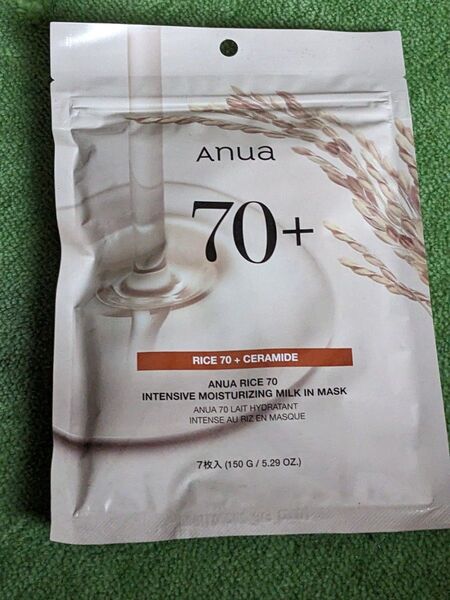 Anua
70+
RICE 70 + CERAMIDE
ANUA RICE 70
INTENSIVE MOISTURIZING MILK IN MASK
ANUA 70 LAIT HYDRATANT
INTENSE AU RIZ EN MASQUE
7枚入 (150 G / 5.29 OZ.)